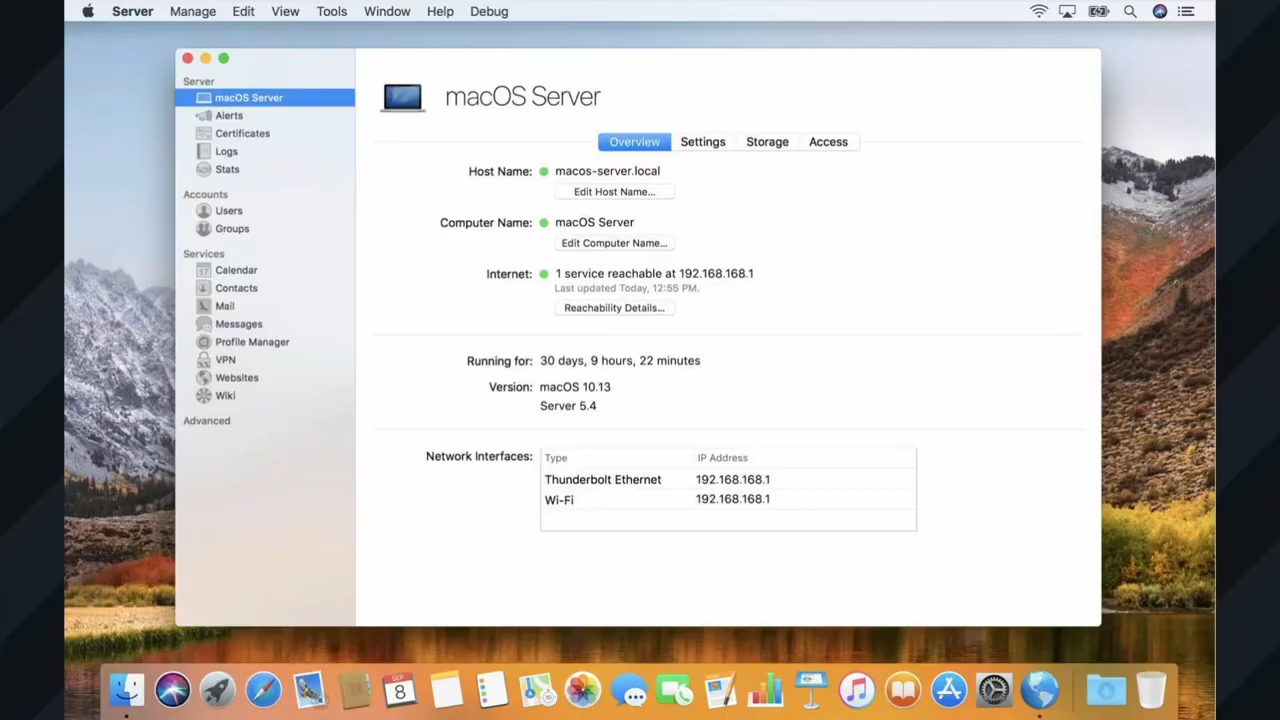 Server Manage Edit View Tools Window Help Debug
Server
macOS Server
Alerts
Certificates
Logs
Stats
Accounts
Users
Groups
Services
17 Calendar
Contacts
Mail
Messages
Profile Manager
VPN
Websites
Wiki
Advanced
macOS Server
Overview Settings Storage Access
Host Name: macos-server.local
Edit Host Name...
Computer Name: macOS Server
Edit Computer Name...
Internet: 1 service reachable at 192.168.168.1
Last updated Today, 12:55 PM.
Reachability Details...
Running for: 30 days, 9 hours, 22 minutes
Version: macOS 10.13
Server 5.4
Network Interfaces: Type IP Address
Thunderbolt Ethernet 192.168.168.1
Wi-Fi 192.168.168.1
SEP
8